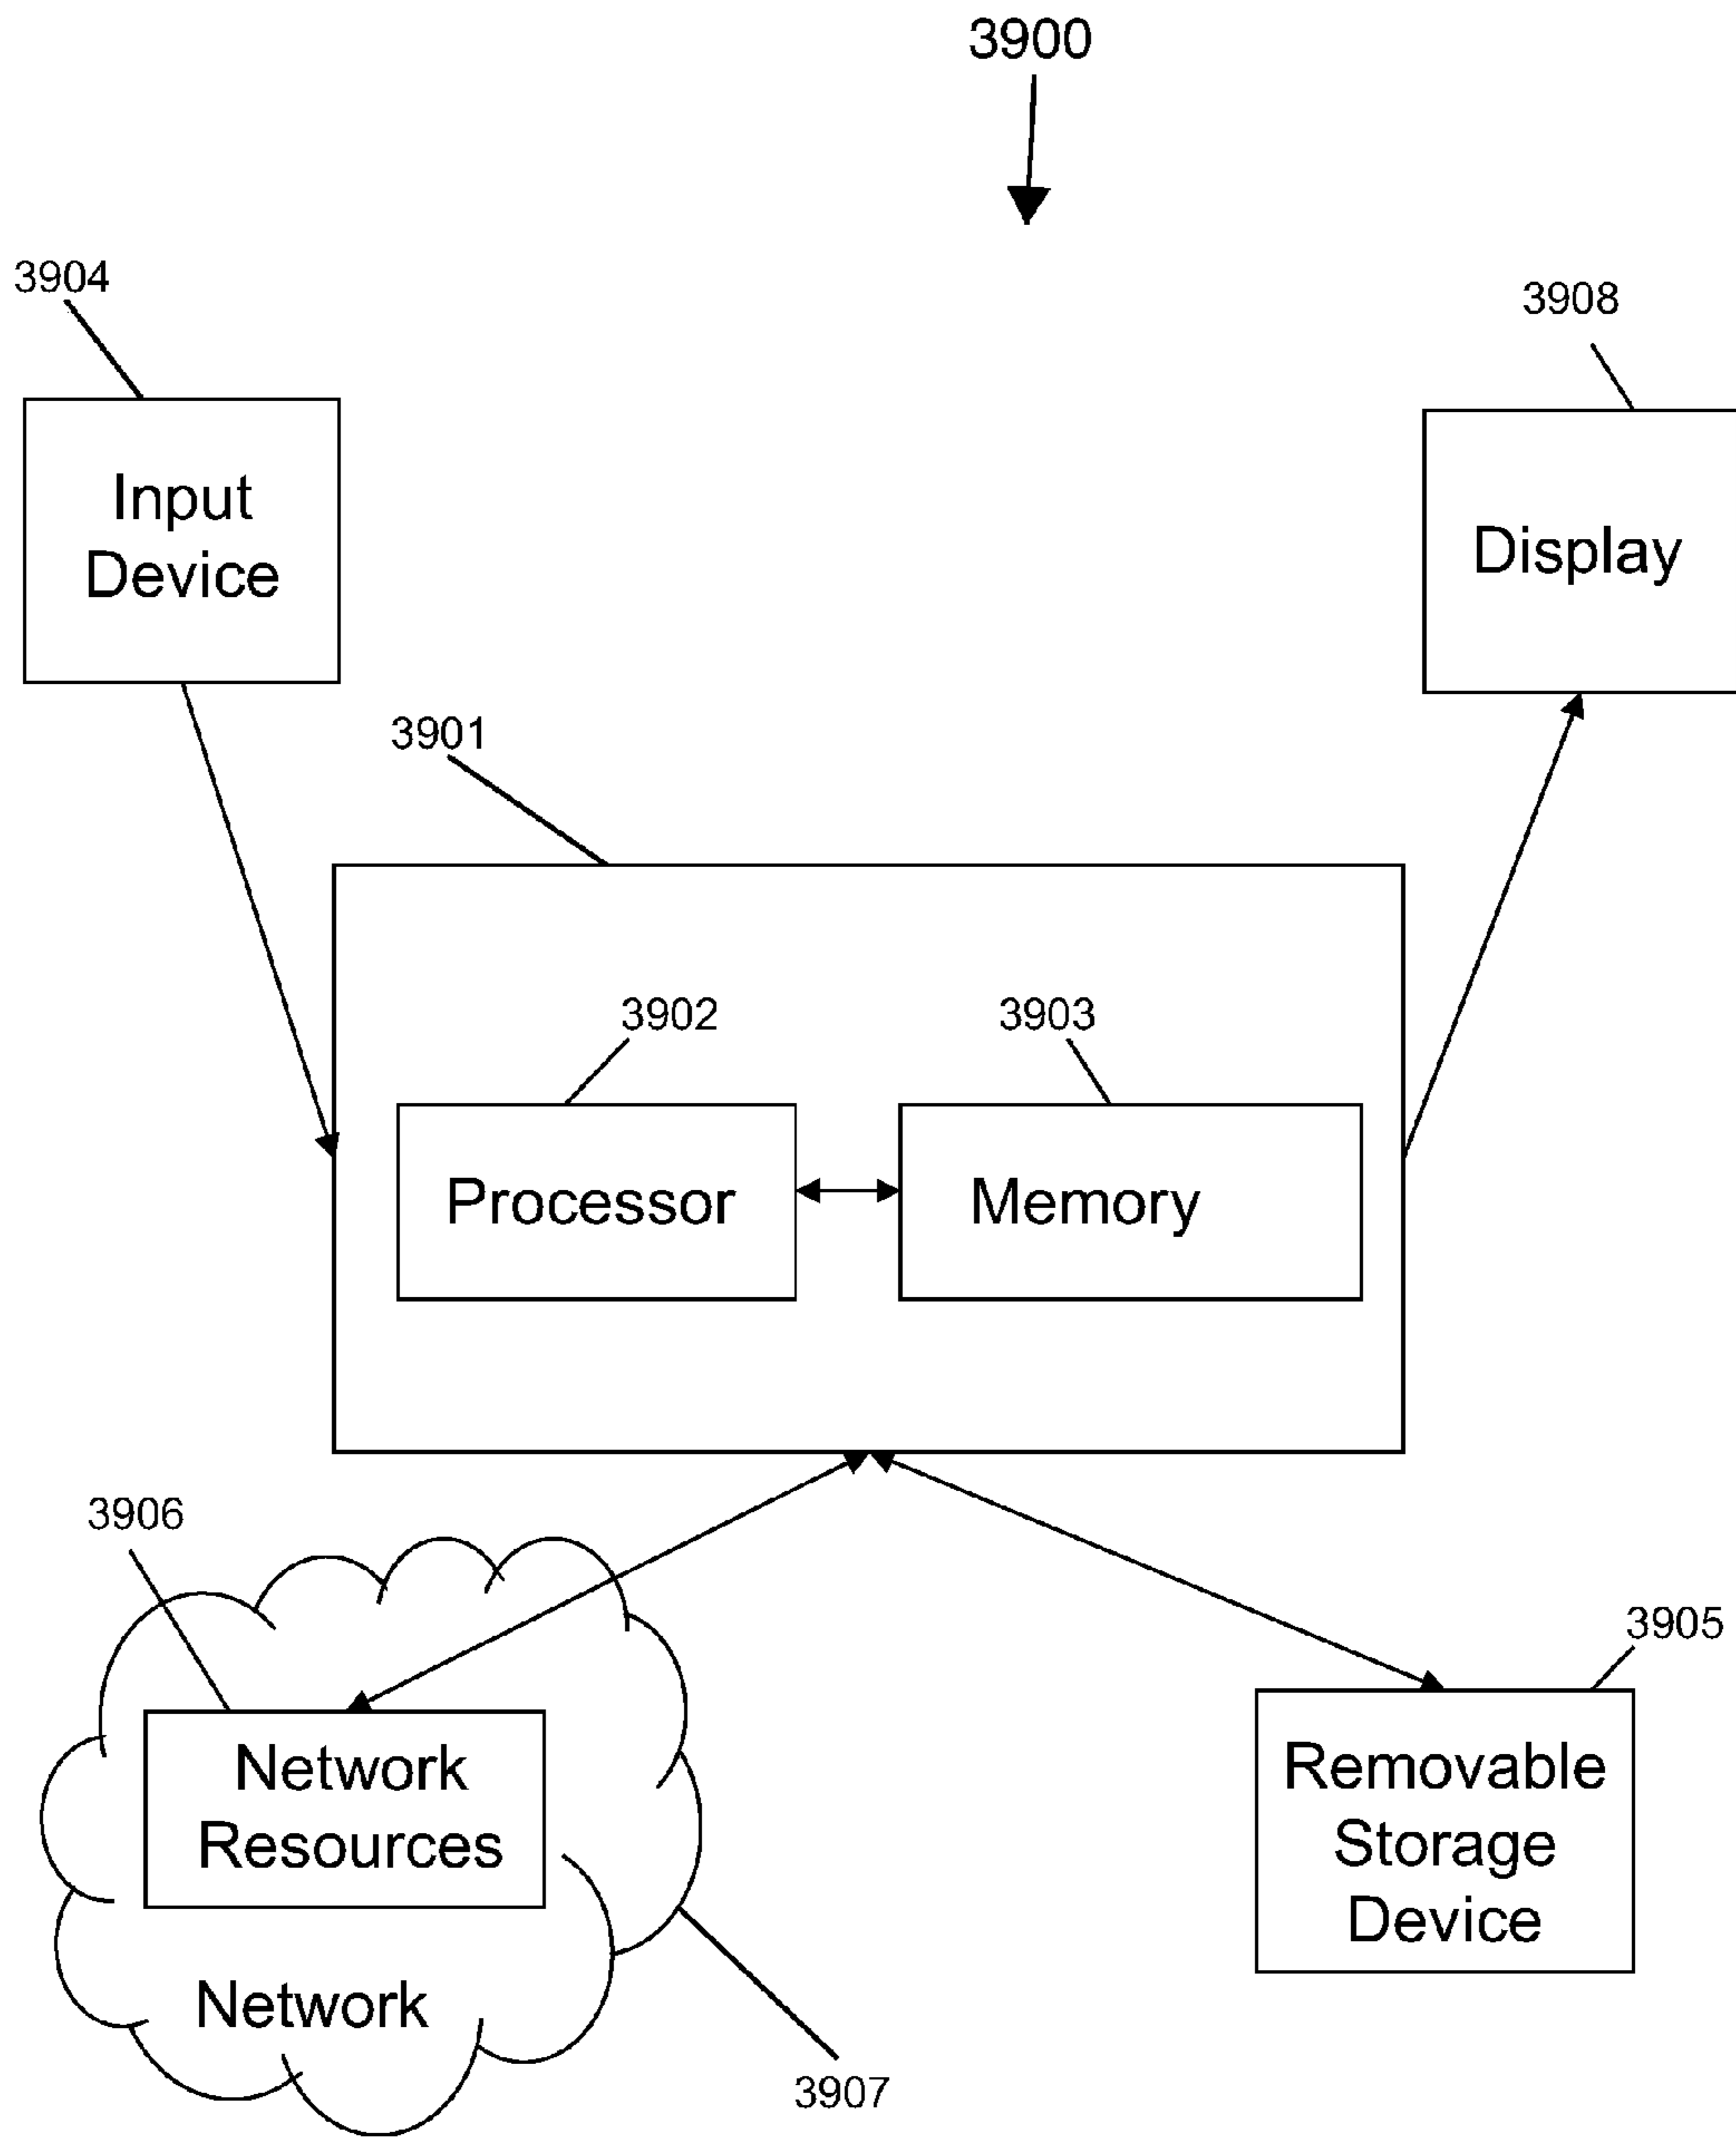 3900
3904
3908
Input
Device
Display
3901
3902
3903
Processor
Memory
3906
3905
Network
Resources
Removable
Storage
Device
Network
3907